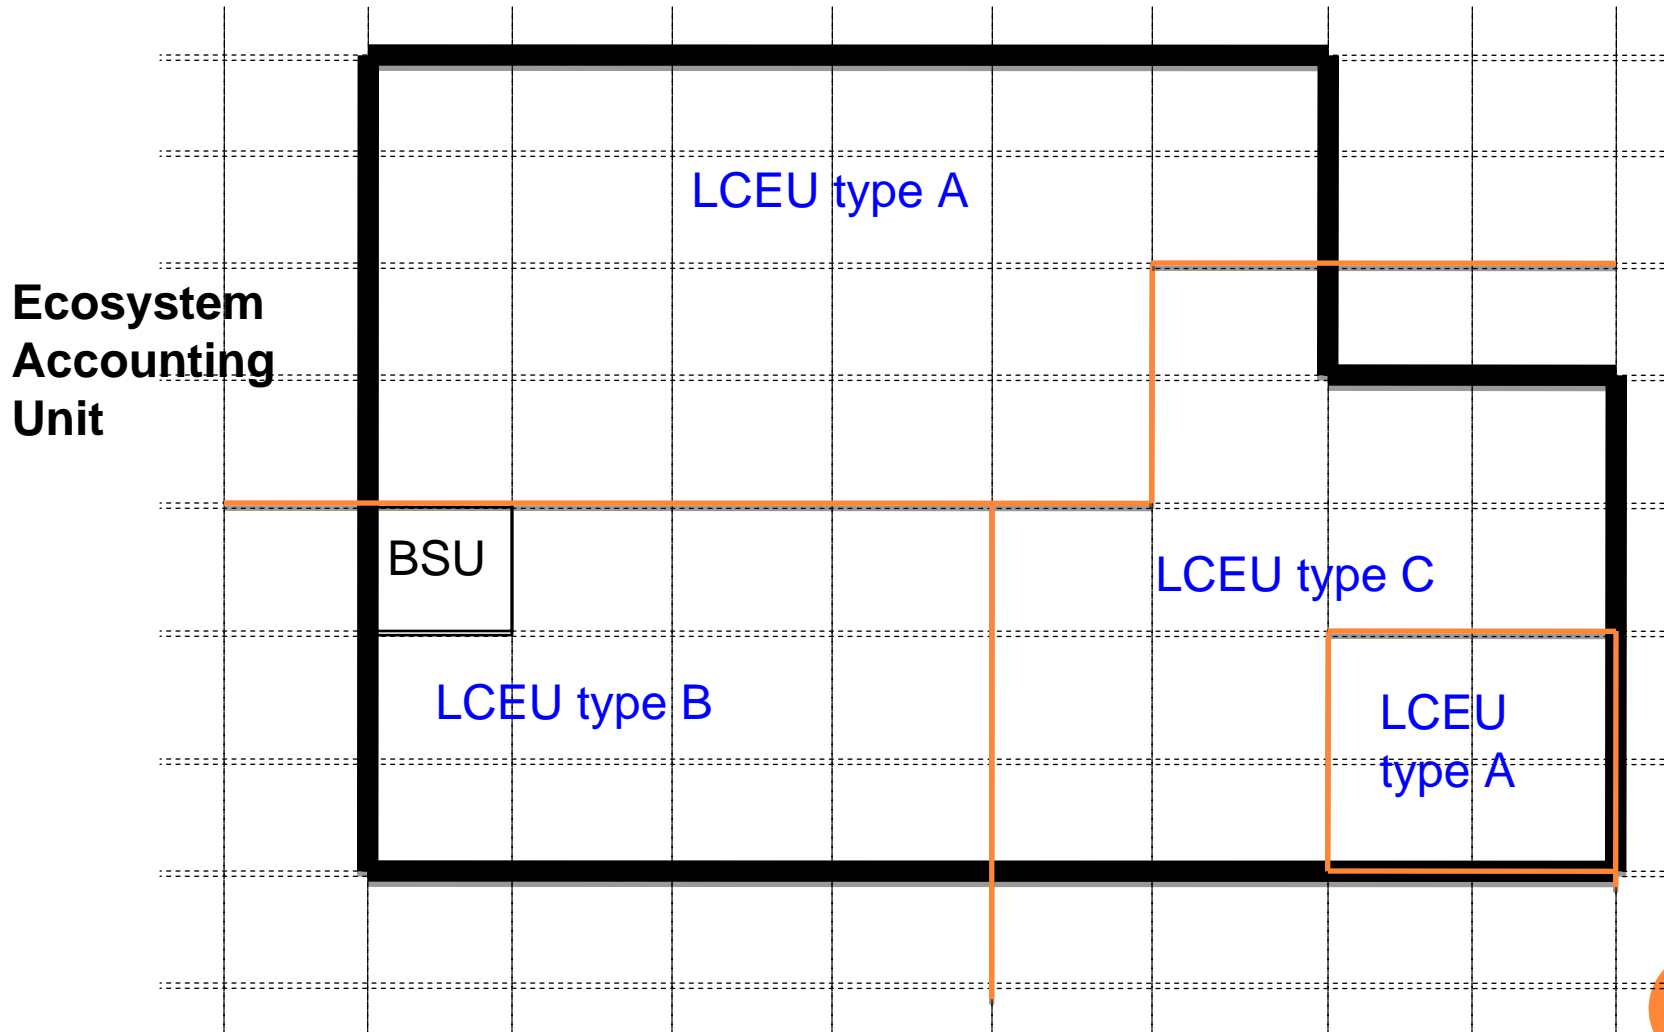 LCEU type A
Ecosystem
Accounting
Unit
BSU
LCEU type C
LCEU type B
LCEU
type A